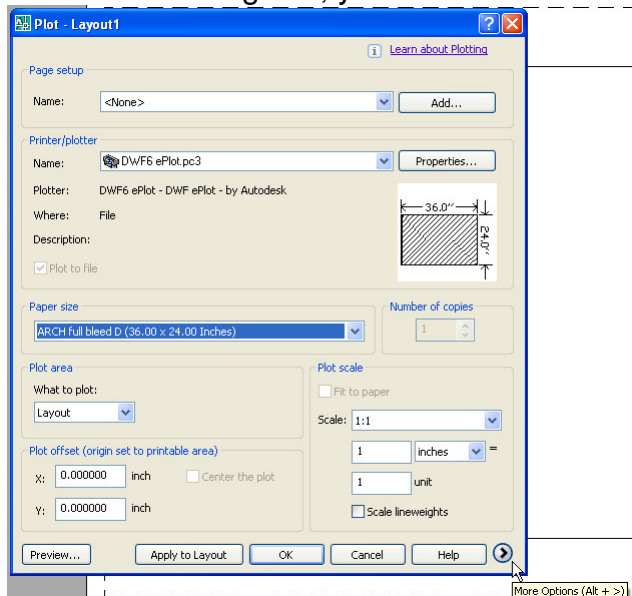 Plot - Layout1
Learn about Plotting
Page setup
Name: <None> Add...
Printer/plotter
Name: DWF6 ePlot.pc3 Properties...
Plotter: DWF6 ePlot - DWF ePlot - by Autodesk
Where: File
Description:
Plot to file
36.0''
24.0''
Paper size
ARCH full bleed D (36.00 x 24.00 Inches)
Number of copies
1
Plot area
What to plot:
Layout
Plot scale
Fit to paper
Scale: 1:1
1 inches =
1 unit
Scale lineweights
Plot offset (origin set to printable area)
X: 0.000000 inch Center the plot
Y: 0.000000 inch
Preview... Apply to Layout OK Cancel Help
More Options (Alt + >)